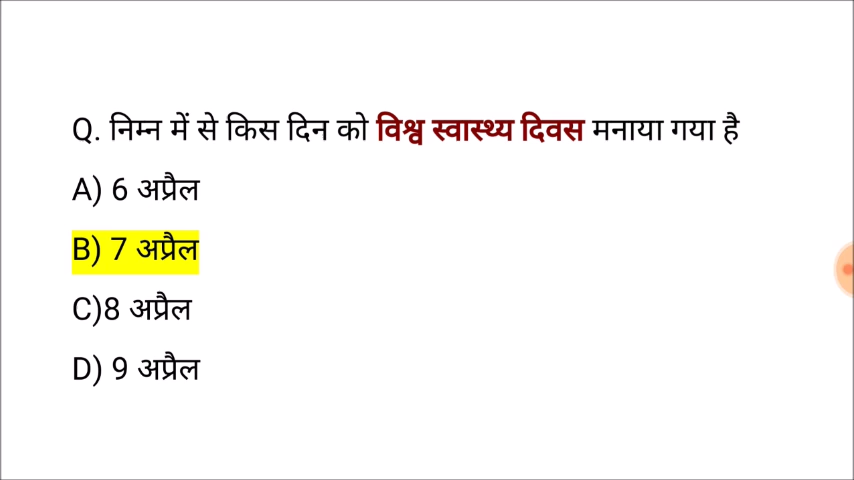 Q. निम्न में से किस दिन को विश्व स्वास्थ्य दिवस मनाया गया है
A) 6 अप्रैल
B) 7 अप्रैल
C)8 अप्रैल
D) 9 अप्रैल